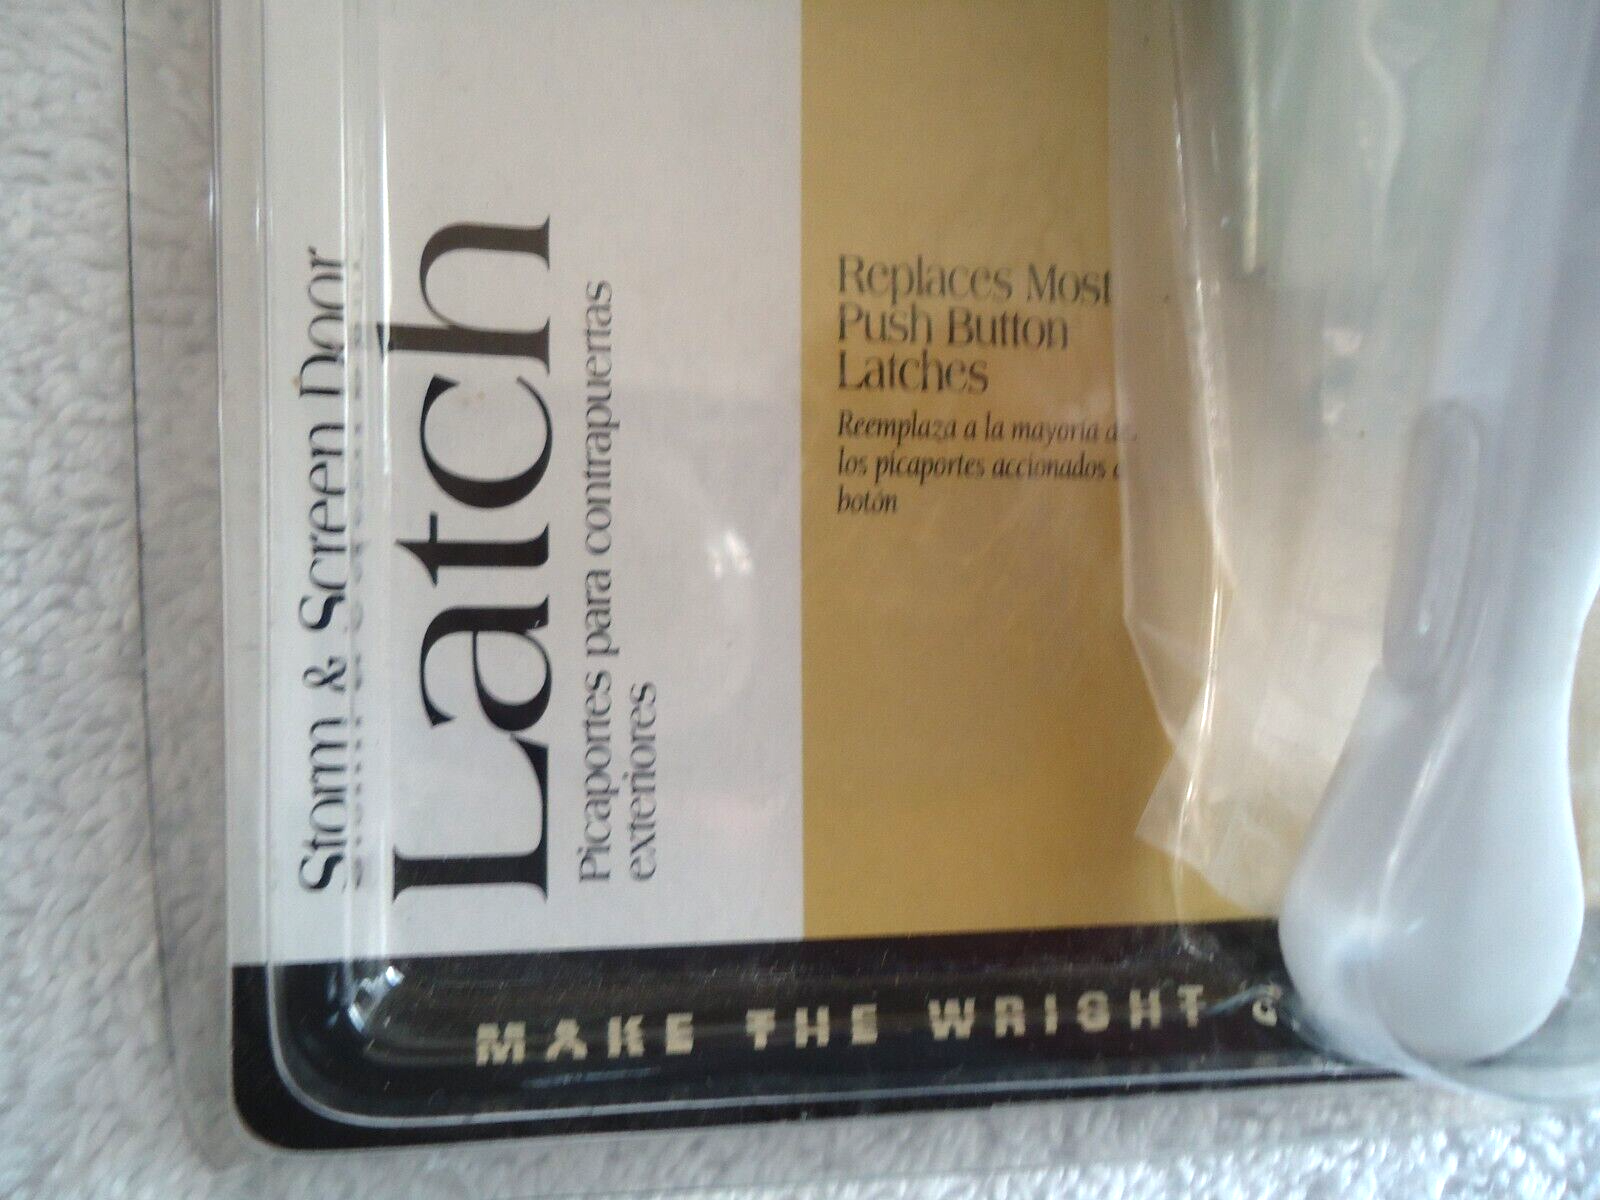 Storm & Screen Door
Latch
Picaportes para contrapuertas
exteriores
Replaces Most
Push Button
Latches
Reemplaza a la mayoría
los picaportes accionados
botón
MAKE THE WRIGHT